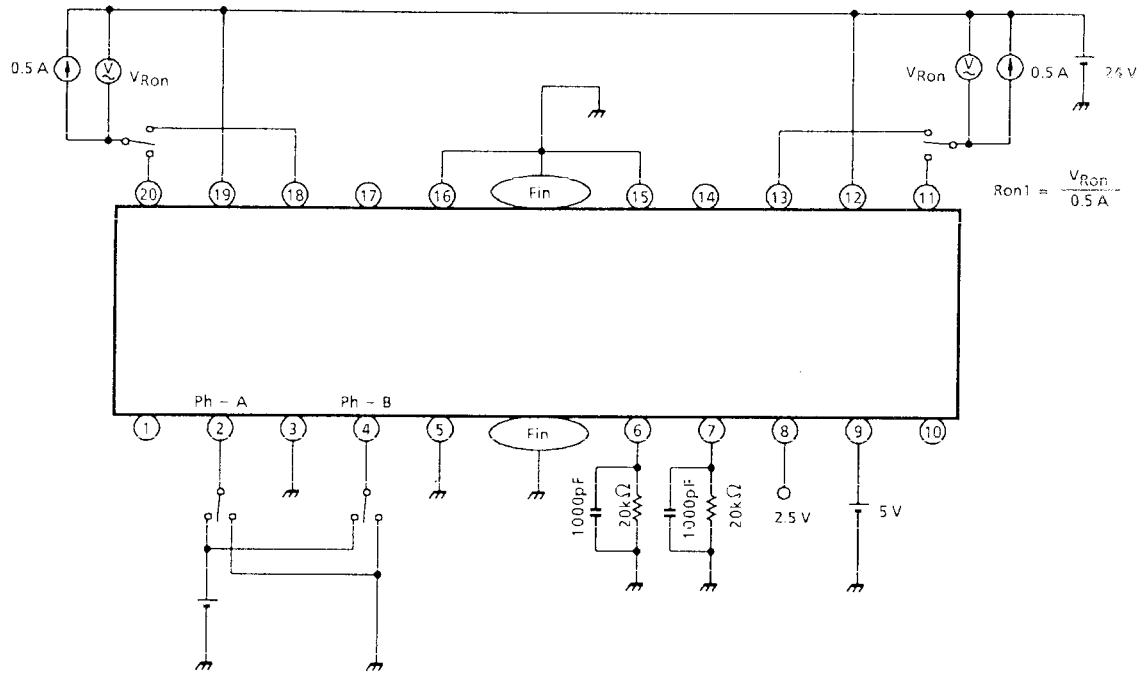 0.5 A
V
VRon
VRon
V
0.5 A
Ron1 = VRon / 0.5 A
20
19
18
17
16
Fin
15
14
13
12
11
Ph – A
Ph – B
1
2
3
4
5
Fin
6
7
8
9
10
1000pF
20kΩ
1000pF
20kΩ
2.5 V
5 V